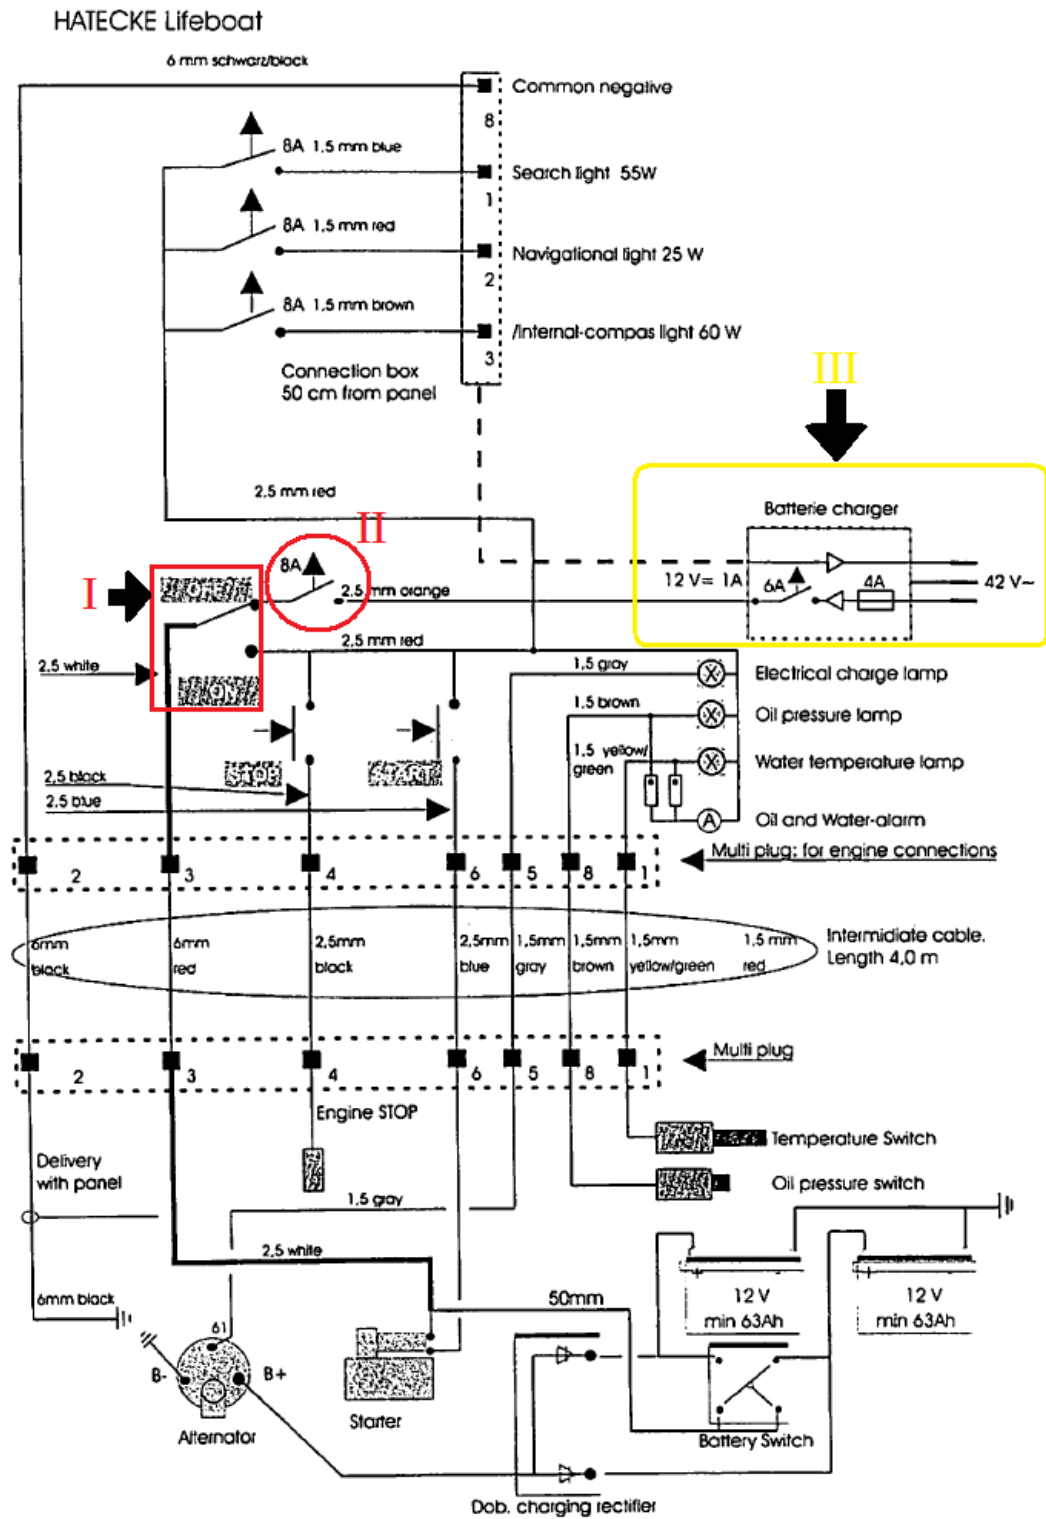 HATECKE Lifeboat
6 mm schwarz/black
Common negative
8
8A 1,5 mm blue
Search light 55W
1
8A 1,5 mm red
Navigational light 25 W
2
8A 1,5 mm brown
/Internal-compas light 60 W
3
Connection box
50 cm from panel
III
2,5 mm red
Batterie charger
II
8A
I
12 V= 1A
6A
4A
42 V~
2,5 mm orange
2,5 mm red
2,5 white
ON
1,5 gray
Electrical charge lamp
1,5 brown
Oil pressure lamp
1,5 yellow/
green
Water temperature lamp
STOP
START
2,5 black
2,5 blue
A
Oil and Water-alarm
Multi plug: for engine connections
2
3
4
6
5
8
1
6mm
black
6mm
red
2,5mm
black
2,5mm
blue
1,5mm
gray
1,5mm
brown
1,5mm
yellow/green
1,5 mm
red
Intermidiate cable.
Length 4,0 m
Multi plug
2
3
4
6
5
8
1
Engine STOP
Temperature Switch
Delivery
with panel
Oil pressure switch
1,5 gray
2,5 white
6mm black
50mm
12 V
min 63Ah
12 V
min 63Ah
61
B-
B+
Alternator
Starter
Battery Switch
Dob. charging rectifier